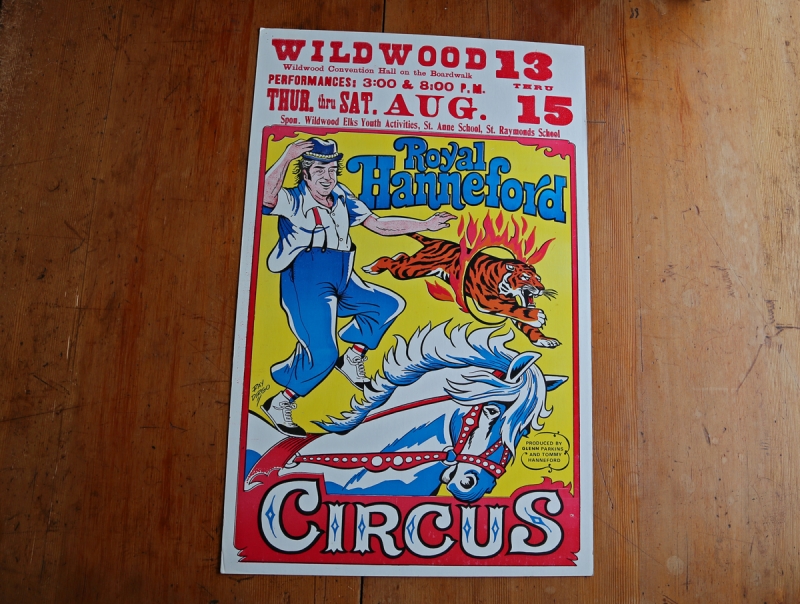 WILDWOOD 13
Wildwood Convention Hall on the Boardwalk
PERFORMANCES: 3:00 & 8:00 P.M. THRU
THUR. thru SAT. AUG. 15
Spon. Wildwood Elks Youth Activities, St. Anne School, St. Raymonds School
Royal
Hanneford
PRODUCED BY
GLENN PARKINS
AND TOMMY
HANNEFORD
CIRCUS